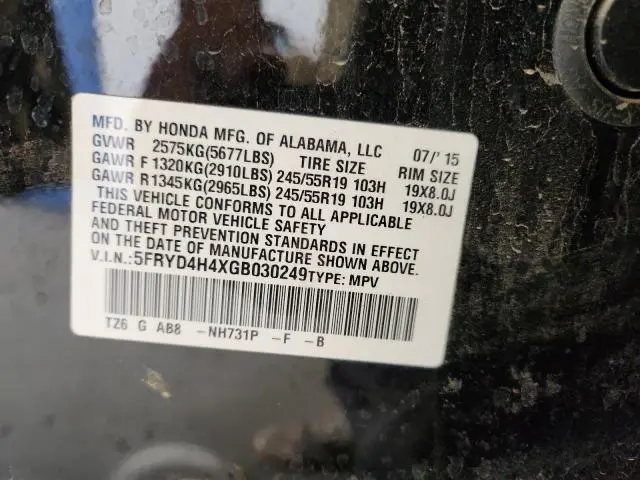 MFD. BY HONDA MFG. OF ALABAMA, LLC 07/'15
GVWR 2575KG(5677LBS) TIRE SIZE RIM SIZE
GAWR F 1320KG(2910LBS) 245/55R19 103H 19X8.0J
GAWR R1345KG(2965LBS) 245/55R19 103H 19X8.0J
THIS VEHICLE CONFORMS TO ALL APPLICABLE
FEDERAL MOTOR VEHICLE SAFETY
AND THEFT PREVENTION STANDARDS IN EFFECT
ON THE DATE OF MANUFACTURE SHOWN ABOVE.
V.I.N.:5FRYD4H4XGB030249TYPE: MPV
TZ6 G AB8 -NH731P -F -B